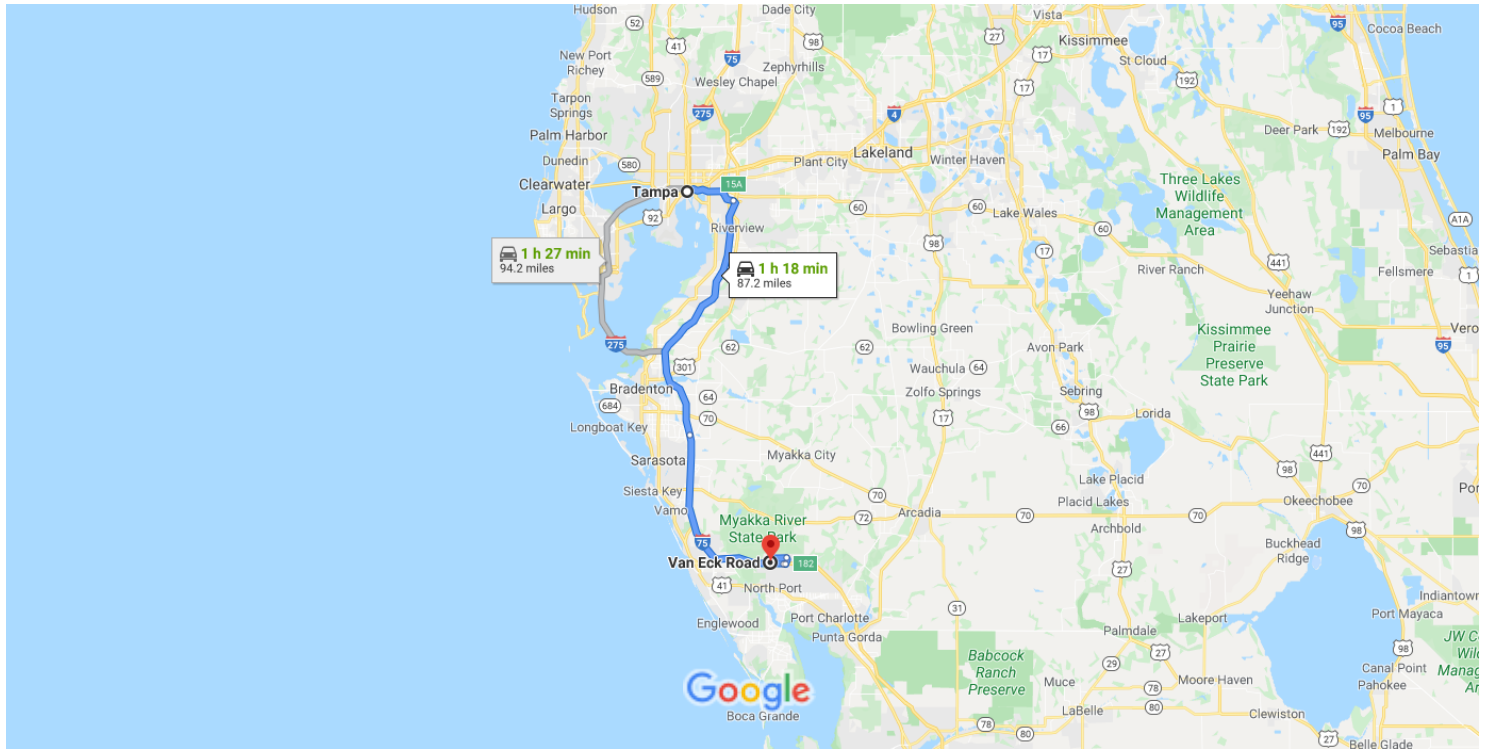 Hudson
52
Dade City
Vista
95
Cocoa Beach
41
98
27
Kissimmee
New Port
Richey
75
17
St Cloud
589
Zephyrhills
Wesley Chapel
192
17
Tarpon
Springs
275
4
1
95
Palm Harbor
Deer Park
192
Melbourne
Dunedin
580
Plant City
Lakeland
Winter Haven
Palm Bay
Clearwater
15A
Three Lakes
Wildlife
Management
Area
Tampa
Largo
92
60
60
Lake Wales
60
A1A
Riverview
98
17
Sebastia
1 h 27 min
94.2 miles
1 h 18 min
87.2 miles
441
River Ranch
Fellsmere
1
Yeehaw
Junction
Bowling Green
Kissimmee
Prairie
Preserve
State Park
Vero
275
62
62
Avon Park
95
301
Wauchula
64
Bradenton
64
Zolfo Springs
Sebring
684
70
17
98
Lorida
Longboat Key
66
Sarasota
Myakka City
441
98
Lake Placid
Siesta Key
70
Placid Lakes
70
Por
Vamo
Myakka River
State Park
72
Arcadia
70
70
Okeechobee
Archbold
98
75
Buckhead
Ridge
Van Eck Road
182
27
41
North Port
Indiantown
31
Lakeport
Port Mayaca
Englewood
Port Charlotte
Palmdale
Punta Gorda
27
98
JW C
Wild
Manag
Ar
Babcock
Ranch
Preserve
29
Canal Point
Google
Muce
78
Moore Haven
Pahokee
Boca Grande
LaBelle
80
Clewiston
78
80
27
Belle Glade